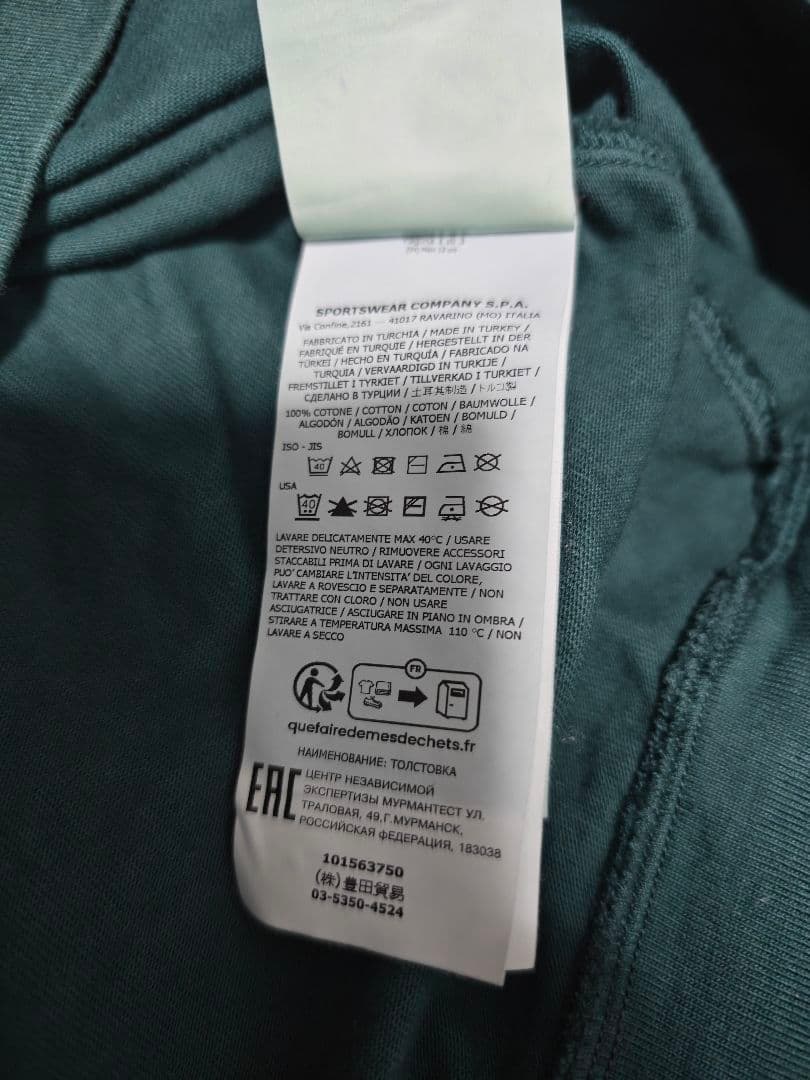 SPORTSWEAR COMPANY S.P.A.
Via Confine,2161 — 41017 RAVARINO (MO) ITALIA
FABBRICATO IN TURCHIA / MADE IN TURKEY /
FABRIQUÉ EN TURQUIE / HERGESTELLT IN DER
TÜRKEI / HECHO EN TURQUÍA / FABRICADO NA
TURQUIA / VERVAARDIGD IN TURKIJE /
FREMSTILLET I TYRKIET / TILLVERKAD I TURKIET /
СДЕЛАНО В ТУРЦИИ / 土耳其制造 / トルコ製
100% COTONE / COTTON / COTON / BAUMWOLLE /
ALGODÓN / ALGODÃO / KATOEN / BOMULD /
BOMULL / ХЛОПОК / 棉 / 綿
ISO - JIS
40
USA
40
LAVARE DELICATAMENTE MAX 40°C / USARE
DETERSIVO NEUTRO / RIMUOVERE ACCESSORI
STACCABILI PRIMA DI LAVARE / OGNI LAVAGGIO
PUO' CAMBIARE L'INTENSITA' DEL COLORE,
LAVARE A ROVESCIO E SEPARATAMENTE / NON
TRATTARE CON CLORO / NON USARE
ASCIUGATRICE / ASCIUGARE IN PIANO IN OMBRA /
STIRARE A TEMPERATURA MASSIMA 110 °C / NON
LAVARE A SECCO
FR
quefairedemesdechets.fr
НАИМЕНОВАНИЕ: ТОЛСТОВКА
EAC ЦЕНТР НЕЗАВИСИМОЙ
ЭКСПЕРТИЗЫ МУРМАНТЕСТ УЛ.
ТРАЛОВАЯ, 49,Г.МУРМАНСК,
РОССИЙСКАЯ ФЕДЕРАЦИЯ, 183038
101563750
(株)豊田貿易
03-5350-4524